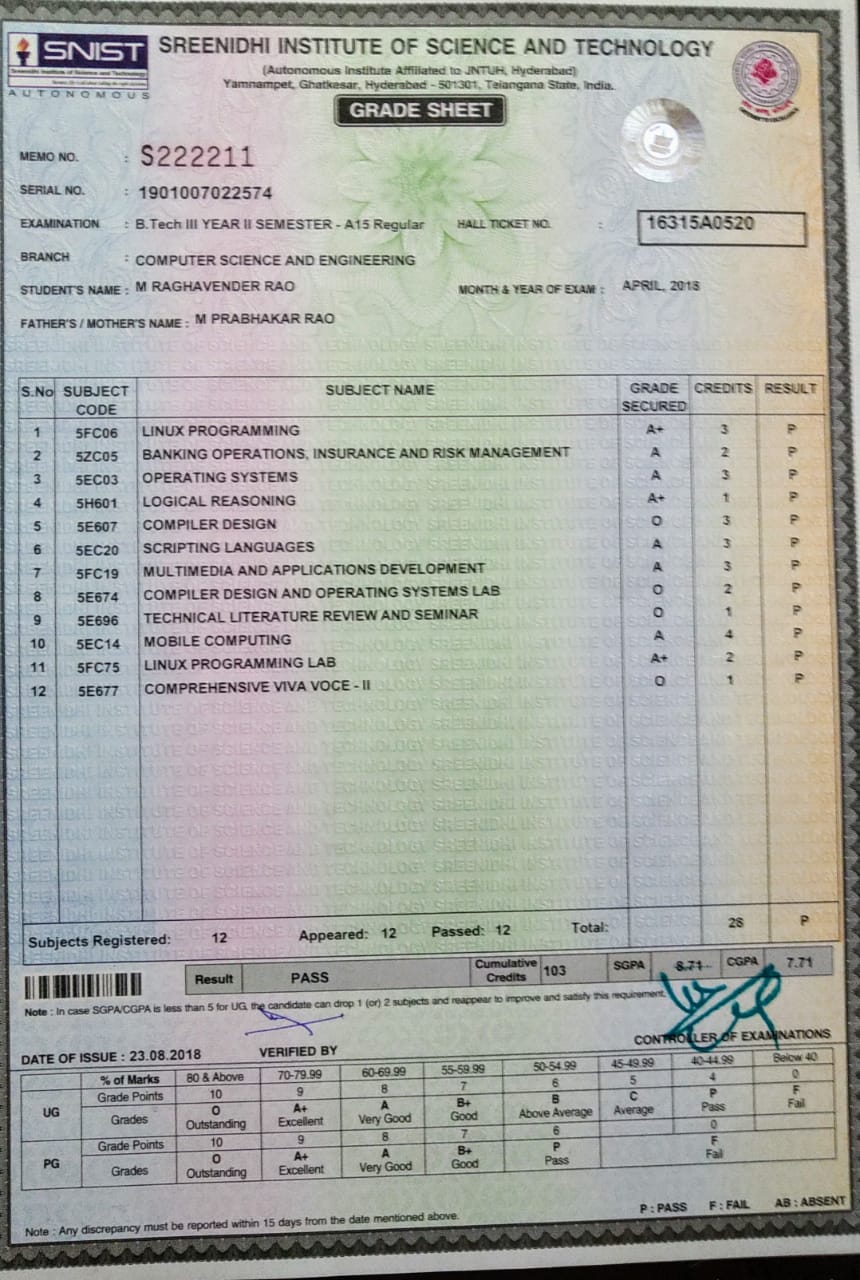 SNIST
Sreenidhi Institute of Science and Technology
AUTONOMOUS
SREENIDHI INSTITUTE OF SCIENCE AND TECHNOLOGY
(Autonomous Institute Affiliated to JNTUH, Hyderabad)
Yamnampet, Ghatkesar, Hyderabad - 501301, Telangana State, India.
GRADE SHEET
MEMO NO. : S222211
SERIAL NO. : 1901007022574
EXAMINATION : B.Tech III YEAR II SEMESTER - A15 Regular HALL TICKET NO. : 16315A0520
BRANCH : COMPUTER SCIENCE AND ENGINEERING
STUDENT'S NAME : M RAGHAVENDER RAO MONTH & YEAR OF EXAM : APRIL, 2018
FATHER'S / MOTHER'S NAME : M PRABHAKAR RAO
S.No SUBJECT CODE SUBJECT NAME GRADE SECURED CREDITS RESULT
1 5FC06 LINUX PROGRAMMING A+ 3 P
2 5ZC05 BANKING OPERATIONS, INSURANCE AND RISK MANAGEMENT A 2 P
3 5EC03 OPERATING SYSTEMS A 3 P
4 5H601 LOGICAL REASONING A+ 1 P
5 5E607 COMPILER DESIGN O 3 P
6 5EC20 SCRIPTING LANGUAGES A 3 P
7 5FC19 MULTIMEDIA AND APPLICATIONS DEVELOPMENT A 3 P
8 5E674 COMPILER DESIGN AND OPERATING SYSTEMS LAB O 2 P
9 5E696 TECHNICAL LITERATURE REVIEW AND SEMINAR O 1 P
10 5EC14 MOBILE COMPUTING A 4 P
11 5FC75 LINUX PROGRAMMING LAB A+ 2 P
12 5E677 COMPREHENSIVE VIVA VOCE - II O 1 P
Subjects Registered: 12 Appeared: 12 Passed: 12 Total: 28 P
Result PASS Cumulative Credits 103 SGPA 8.71 CGPA 7.71
Note : In case SGPA/CGPA is less than 5 for UG, the candidate can drop 1 (or) 2 subjects and reappear to improve and satisfy this requirement.
CONTROLLER OF EXAMINATIONS
DATE OF ISSUE : 23.08.2018 VERIFIED BY
% of Marks 80 & Above 70-79.99 60-69.99 55-59.99 50-54.99 45-49.99 40-44.99 Below 40
UG Grade Points 10 9 8 7 6 5 4 0
Grades O Outstanding A+ Excellent A Very Good B+ Good B Above Average C Average P Pass F Fail
PG Grade Points 10 9 8 7 6 0
Grades O Outstanding A+ Excellent A Very Good B+ Good P Pass F Fail
P : PASS F : FAIL AB : ABSENT
Note : Any discrepancy must be reported within 15 days from the date mentioned above.